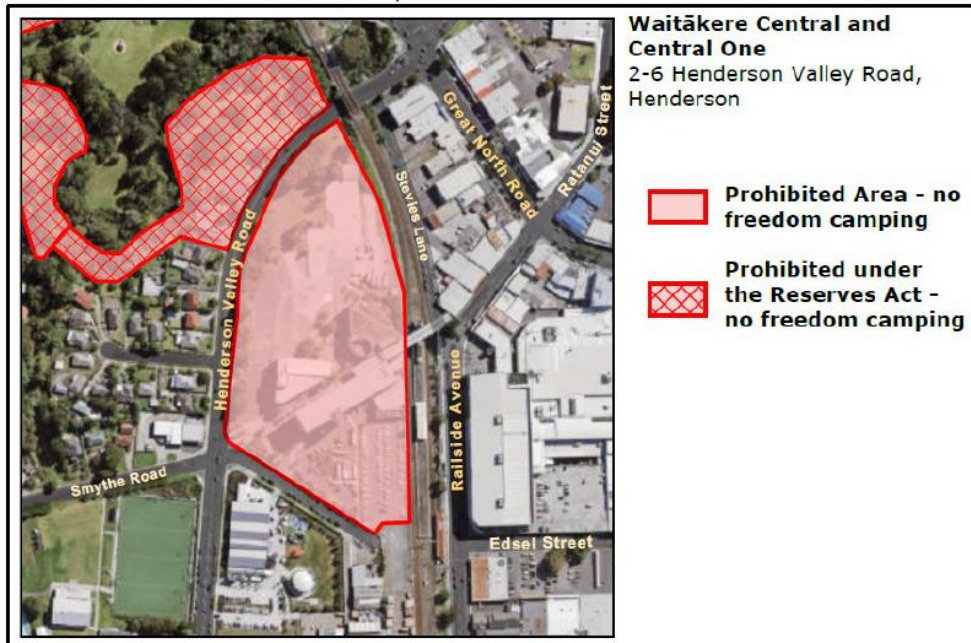 Waitākere Central and
Central One
2-6 Henderson Valley Road,
Henderson
Prohibited Area - no
freedom camping
Prohibited under
the Reserves Act -
no freedom camping
Great North Road
Ratanui Street
Stevies Lane
Henderson Valley Road
Railside Avenue
Smythe Road
Edsel Street